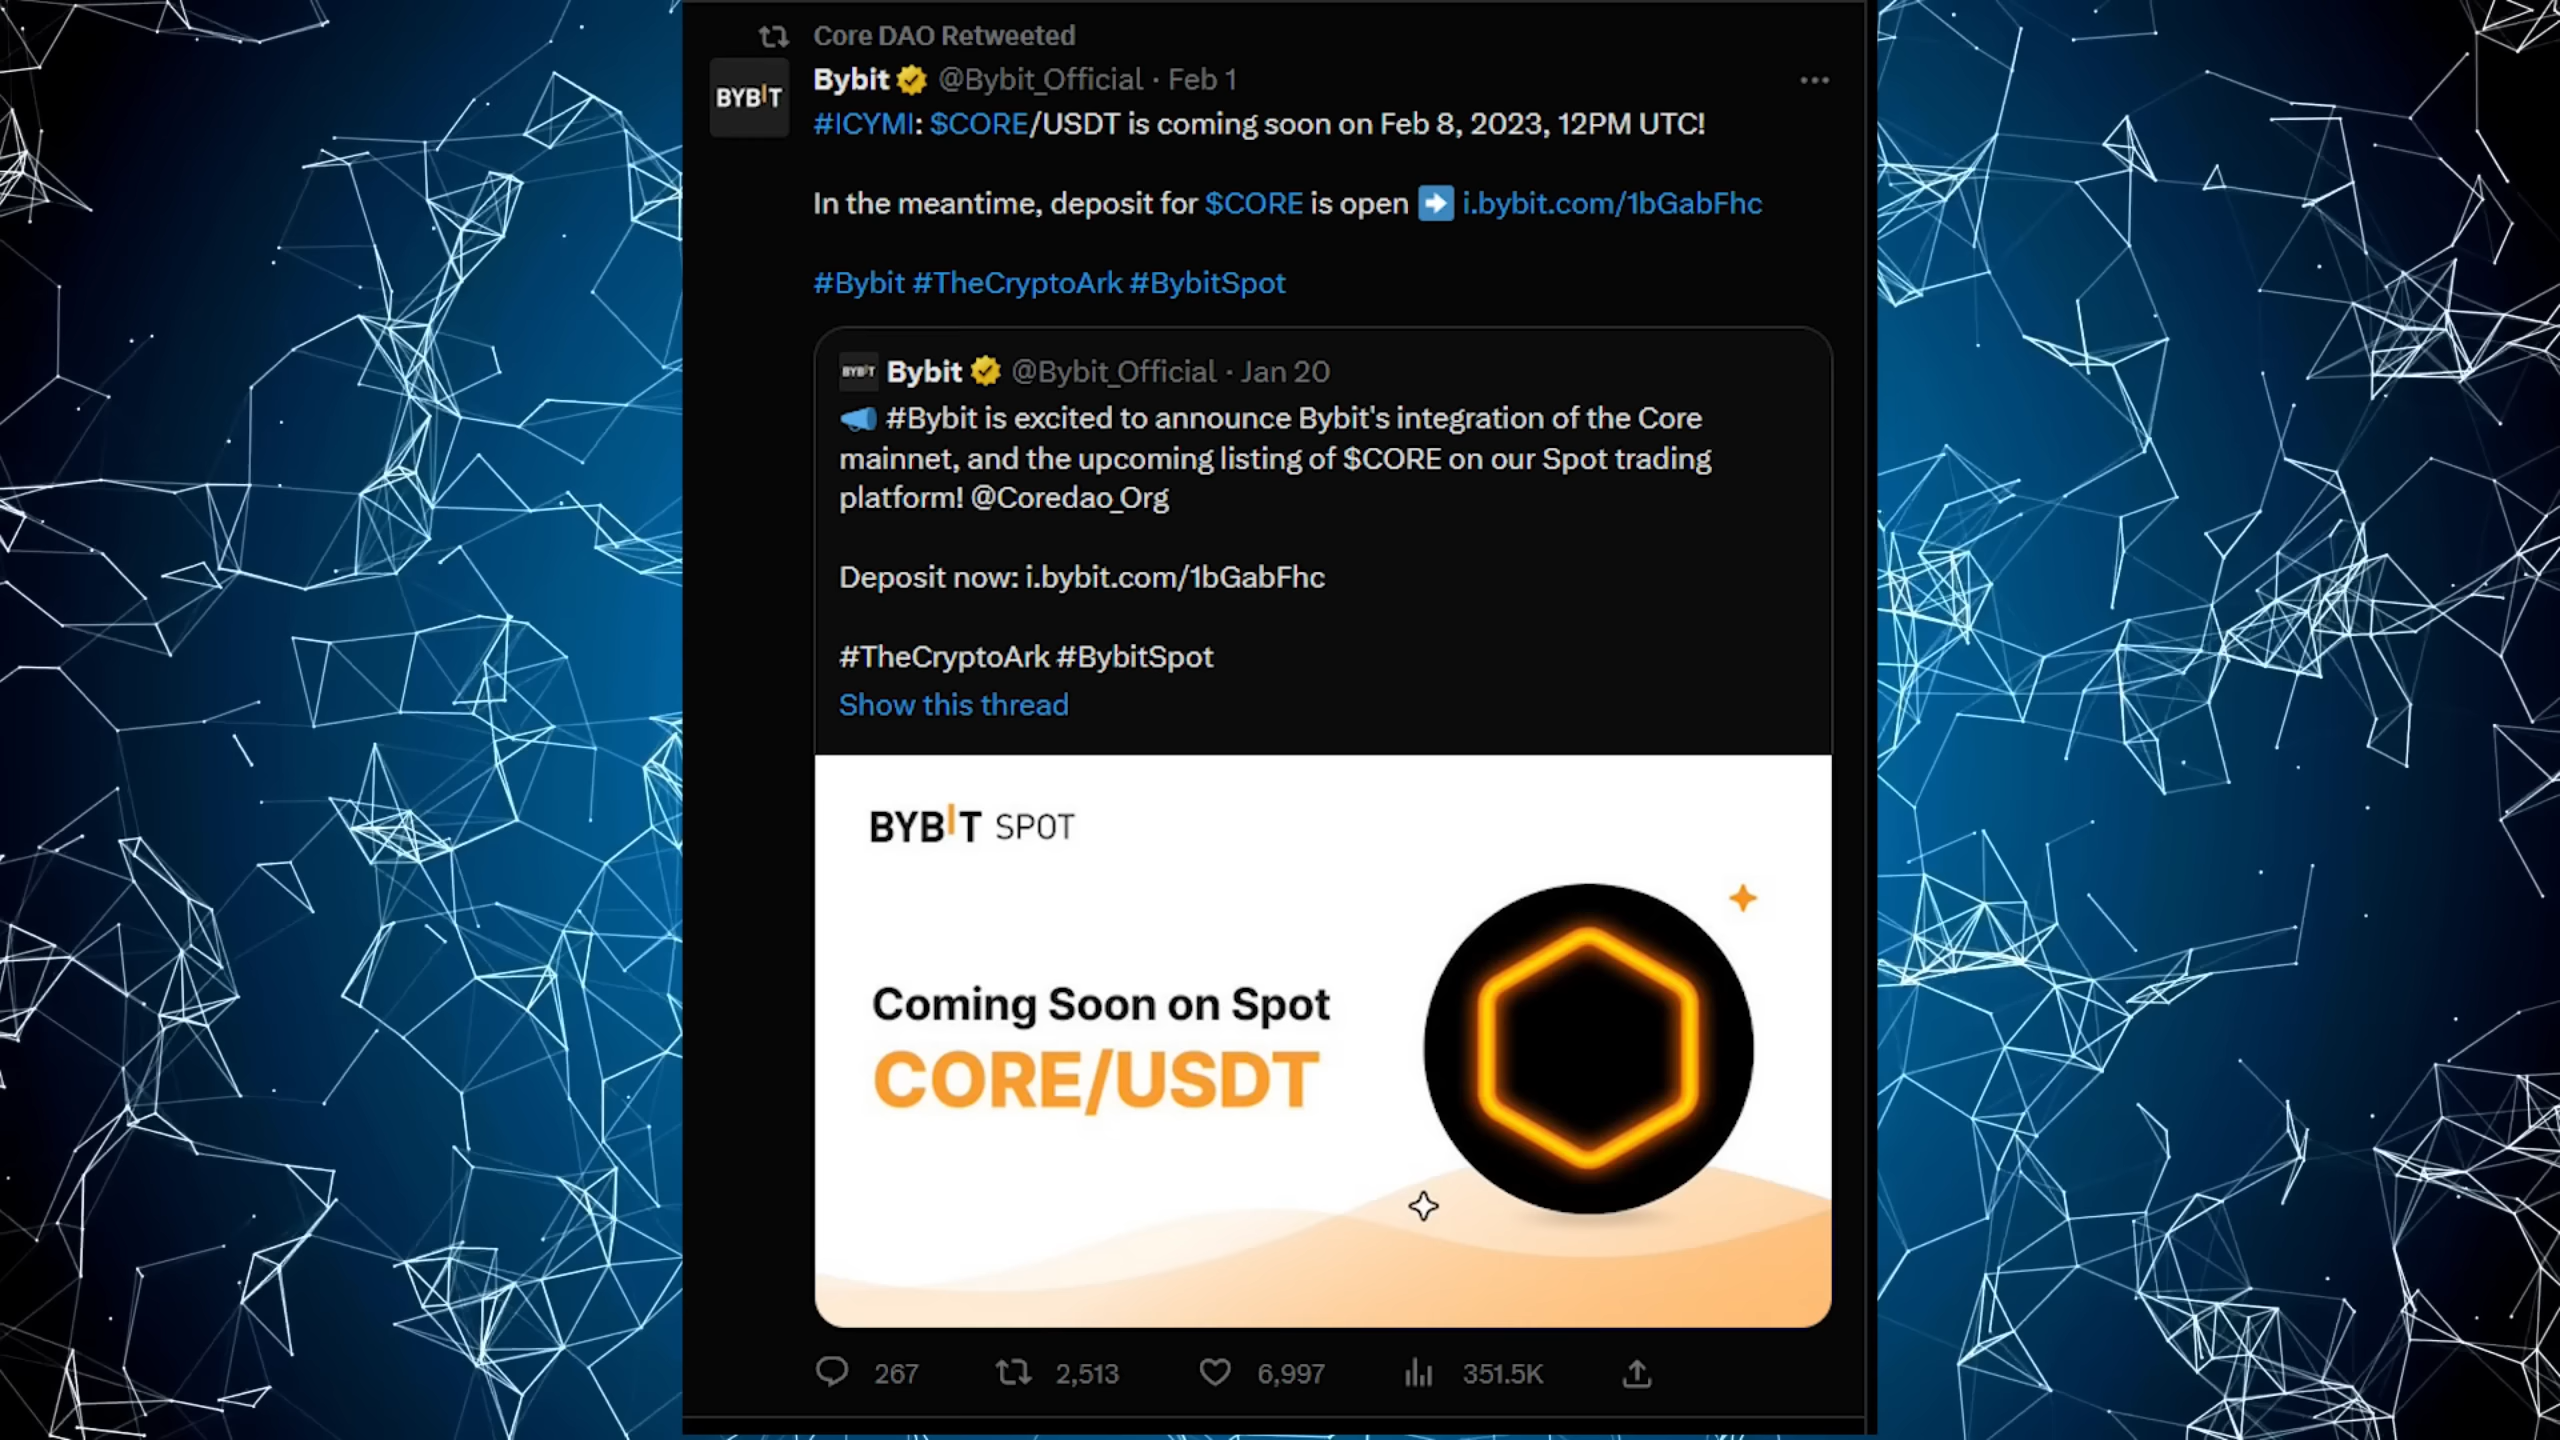 Core DAO Retweeted
BYBIT
Bybit @Bybit_Official · Feb 1
#ICYMI: $CORE/USDT is coming soon on Feb 8, 2023, 12PM UTC!
In the meantime, deposit for $CORE is open ➡️ i.bybit.com/1bGabFhc
#Bybit #TheCryptoArk #BybitSpot
BYBIT Bybit @Bybit_Official · Jan 20
📣 #Bybit is excited to announce Bybit's integration of the Core
mainnet, and the upcoming listing of $CORE on our Spot trading
platform! @Coredao_Org
Deposit now: i.bybit.com/1bGabFhc
#TheCryptoArk #BybitSpot
Show this thread
BYBIT SPOT
Coming Soon on Spot
CORE/USDT
267 2,513 6,997 351.5K